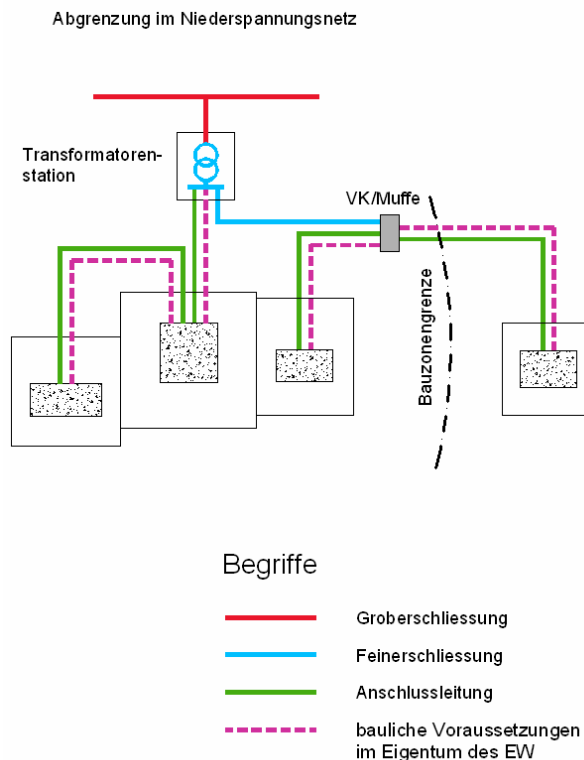 Abgrenzung im Niederspannungsnetz
Transformatoren-
station
VK/Muffe
Bauzonengrenze
Begriffe
Groberschliessung
Feinerschliessung
Anschlussleitung
bauliche Voraussetzungen
im Eigentum des EW